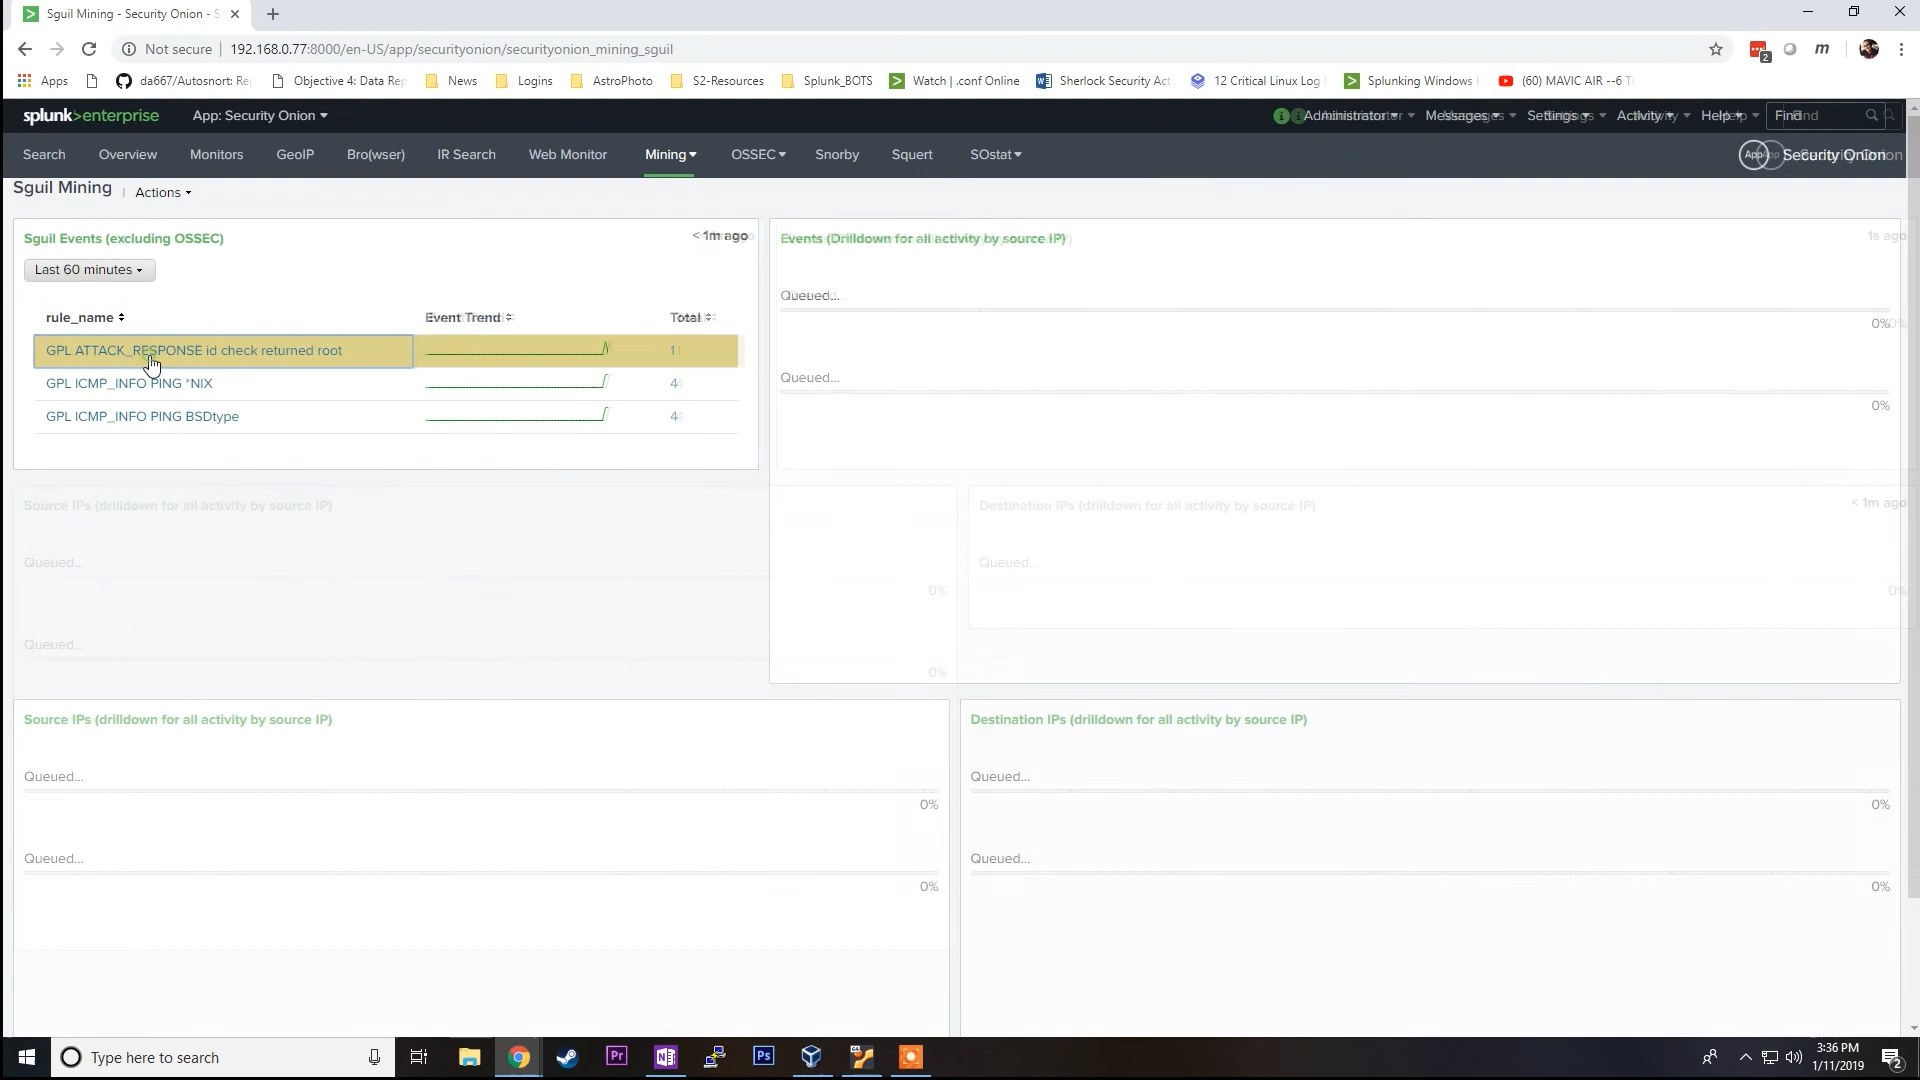 Sguil Mining - Security Onion - S
Not secure | 192.168.0.77:8000/en-US/app/securityonion/securityonion_mining_sguil
2
m
Apps
da667/Autosnort: Re
Objective 4: Data Rep
News
Logins
AstroPhoto
S2-Resources
Splunk_BOTS
Watch | .conf Online
Sherlock Security Act
12 Critical Linux Log
Splunking Windows
(60) MAVIC AIR --6 T
splunk>enterprise
App: Security Onion
Administrator
Messages
Settings
Activity
Help
Find
Search
Overview
Monitors
GeoIP
Bro(wser)
IR Search
Web Monitor
Mining
OSSEC
Snorby
Squert
SOstat
App
Security Onion
Sguil Mining
Actions
Sguil Events (excluding OSSEC)
< 1m ago
Last 60 minutes
rule_name
Event Trend
Total
GPL ATTACK_RESPONSE id check returned root
GPL ICMP_INFO PING *NIX
4
GPL ICMP_INFO PING BSDtype
4
Events (Drilldown for all activity by source IP)
1s ago
Queued...
0%
Queued...
0%
Source IPs (drilldown for all activity by source IP)
Queued...
0%
Queued...
0%
Destination IPs (drilldown for all activity by source IP)
< 1m ago
Queued...
0%
Source IPs (drilldown for all activity by source IP)
Queued...
0%
Queued...
0%
Destination IPs (drilldown for all activity by source IP)
Queued...
0%
Queued...
0%
Type here to search
Pr
N
Ps
3:36 PM
1/11/2019
2